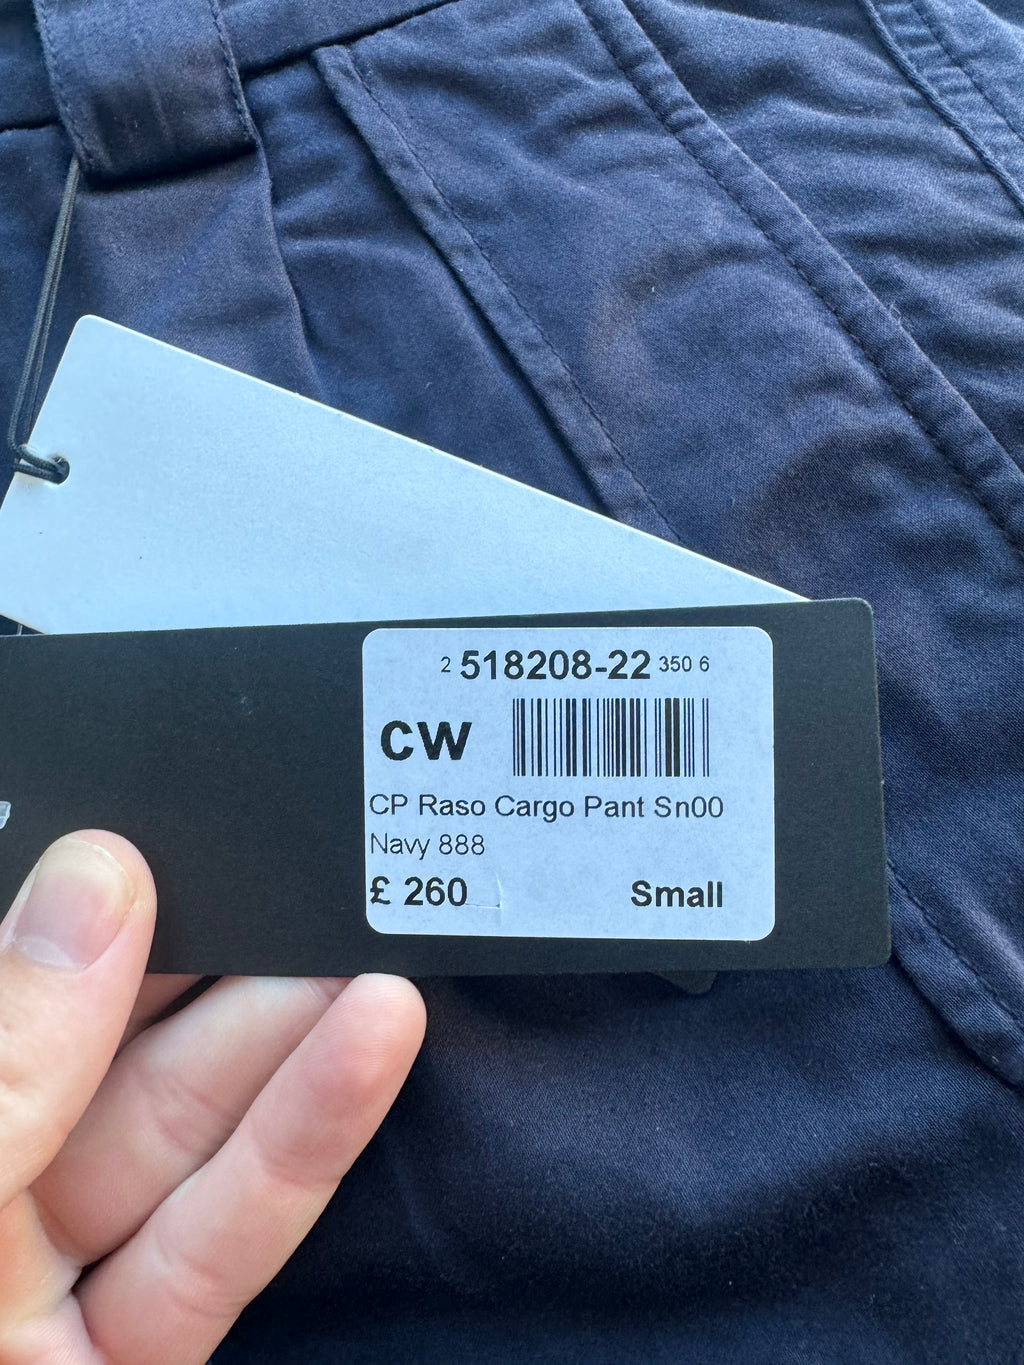 2 518208-22 350 6
CW
CP Raso Cargo Pant Sn00
Navy 888
£ 260 Small